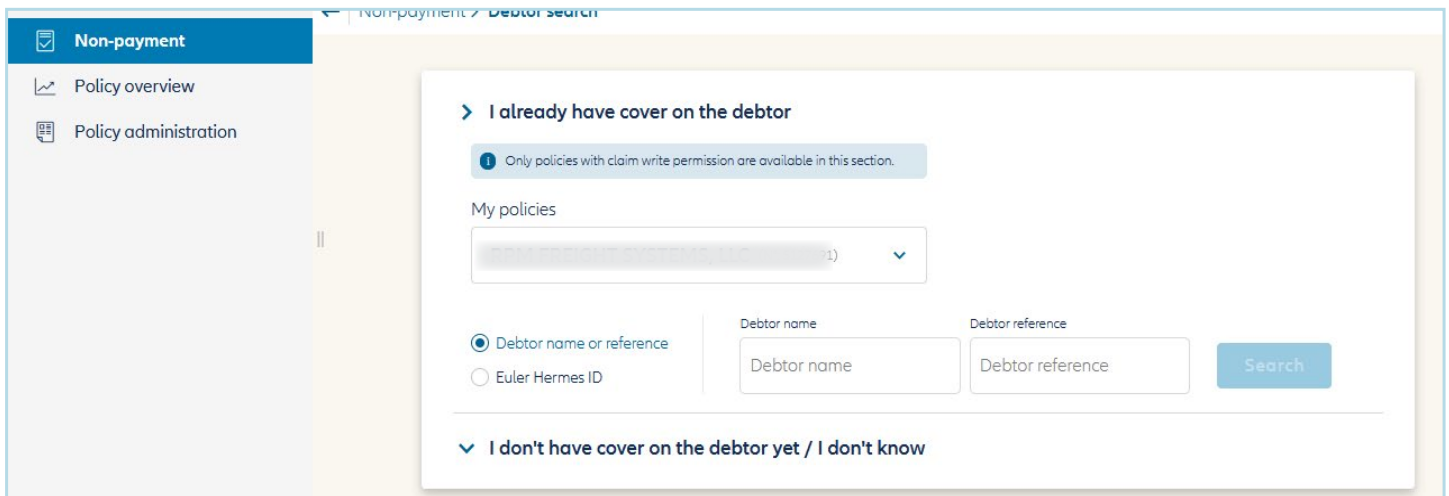 Non-payment > Debtor search
Non-payment
Policy overview
Policy administration
I already have cover on the debtor
Only policies with claim write permission are available in this section.
My policies
1)
Debtor name or reference
Euler Hermes ID
Debtor name
Debtor reference
Debtor name
Debtor reference
Search
I don't have cover on the debtor yet / I don't know